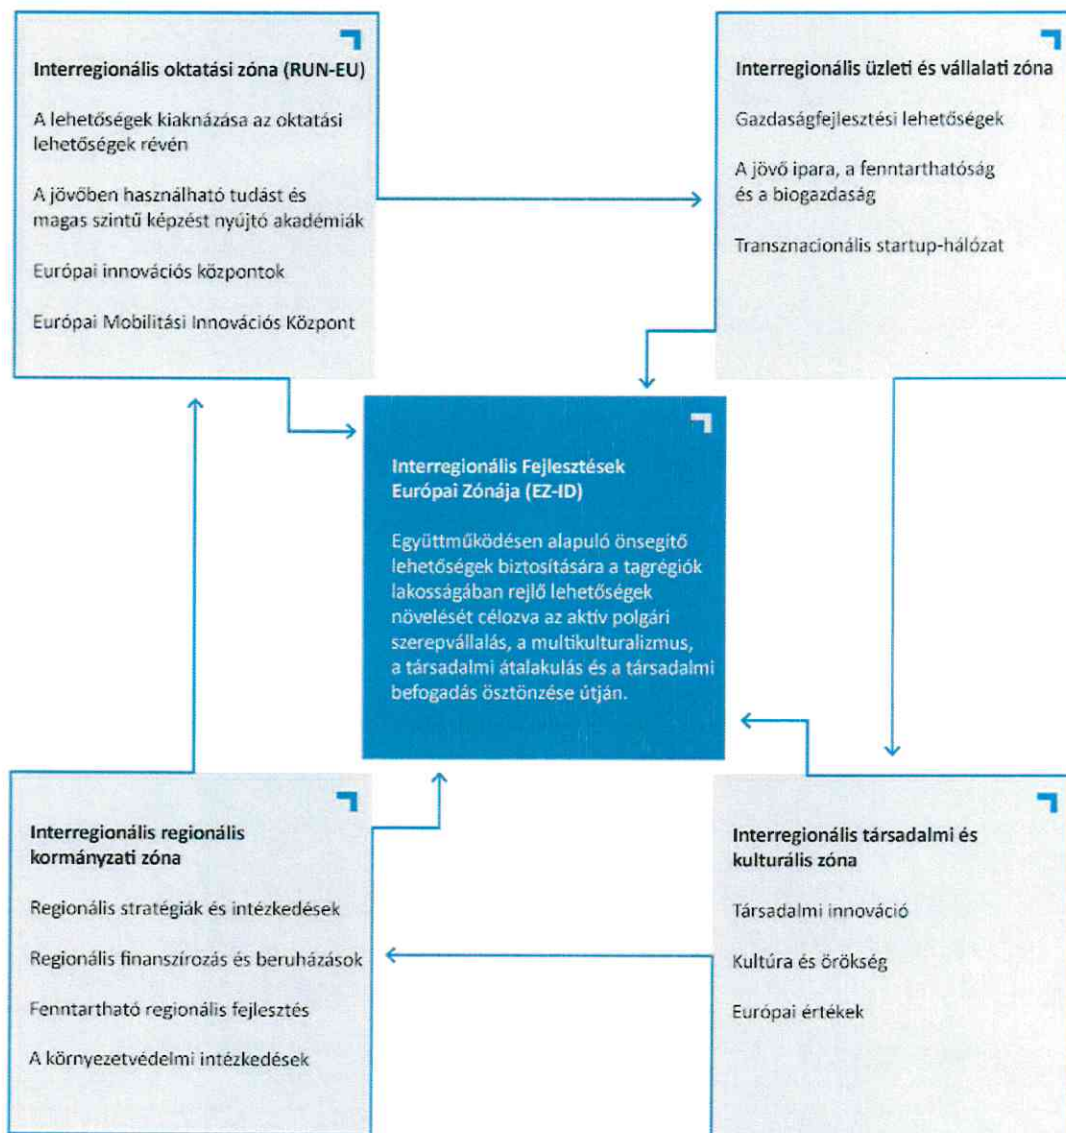 Interregionális oktatási zóna (RUN-EU)
A lehetőségek kiaknázása az oktatási
lehetőségek révén
A jövőben használható tudást és
magas szintű képzést nyújtó akadémiák
Európai innovációs központok
Európai Mobilitási Innovációs Központ
Interregionális üzleti és vállalati zóna
Gazdaságfejlesztési lehetőségek
A jövő ipara, a fenntarthatóság
és a biogazdaság
Transznacionális startup-hálózat
Interregionális Fejlesztések
Európai Zónája (EZ-ID)
Együttműködésen alapuló önsegítő
lehetőségek biztosítására a tagrégiók
lakosságában rejlő lehetőségek
növelését célozva az aktív polgári
szerepvállalás, a multikulturalizmus,
a társadalmi átalakulás és a társadalmi
befogadás ösztönzése útján.
Interregionális regionális
kormányzati zóna
Regionális stratégiák és intézkedések
Regionális finanszírozás és beruházások
Fenntartható regionális fejlesztés
A környezetvédelmi intézkedések
Interregionális társadalmi és
kulturális zóna
Társadalmi innováció
Kultúra és örökség
Európai értékek